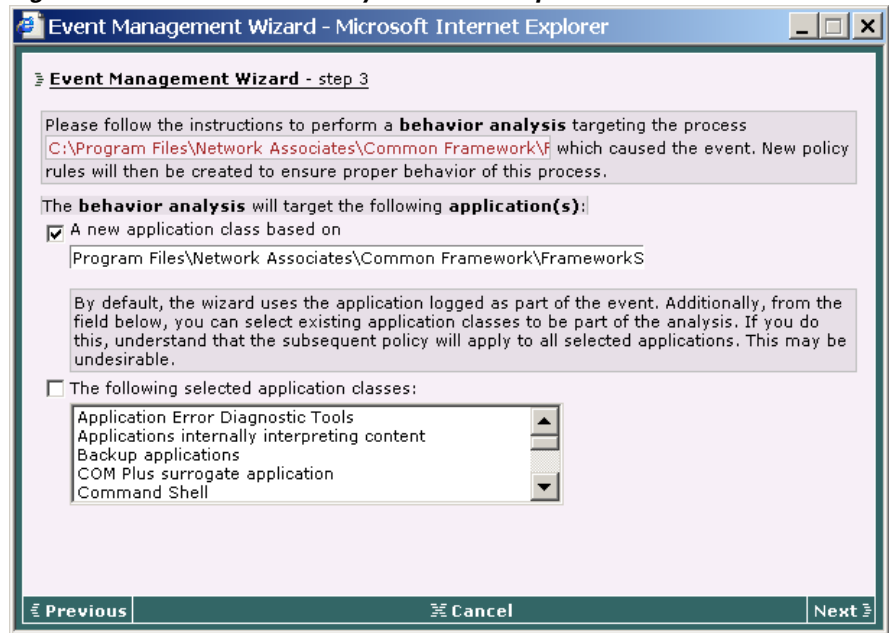 Event Management Wizard - Microsoft Internet Explorer
Event Management Wizard - step 3
Please follow the instructions to perform a behavior analysis targeting the process
C:\Program Files\Network Associates\Common Framework\F which caused the event. New policy
rules will then be created to ensure proper behavior of this process.
The behavior analysis will target the following application(s):
A new application class based on
Program Files\Network Associates\Common Framework\FrameworkS
By default, the wizard uses the application logged as part of the event. Additionally, from the
field below, you can select existing application classes to be part of the analysis. If you do
this, understand that the subsequent policy will apply to all selected applications. This may be
undesirable.
The following selected application classes:
Application Error Diagnostic Tools
Applications internally interpreting content
Backup applications
COM Plus surrogate application
Command Shell
Previous Cancel Next